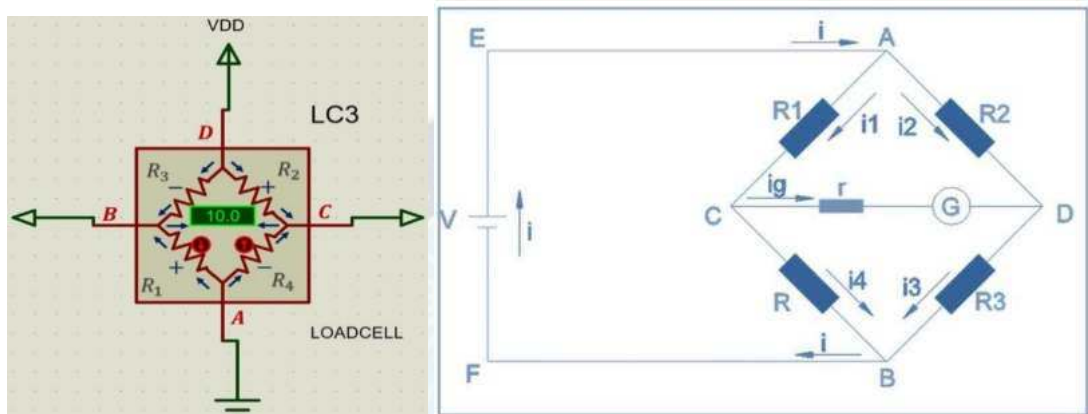 VDD
LC3
D
R3
R2
−
+
B
10.0
C
+
−
R1
R4
A
LOADCELL
E
i
A
R1
i1
i2
R2
ig
r
C
G
D
V
i
R
i4
i3
R3
i
F
B